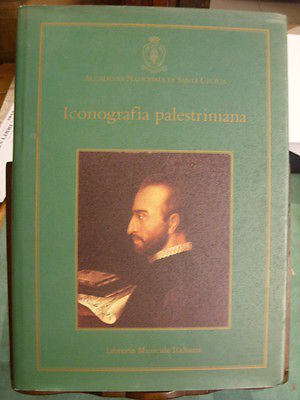 Accademia Nazionale di Santa Cecilia
Iconografia palestriniana
Libreria Musicale Italiana